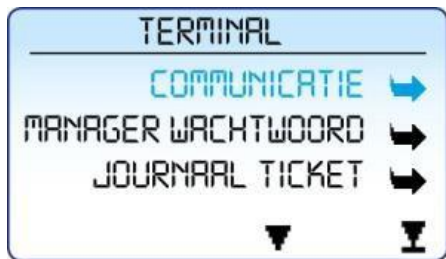 TERMINAL
COMMUNICATIE
MANAGER WACHTWOORD
JOURNAAL TICKET